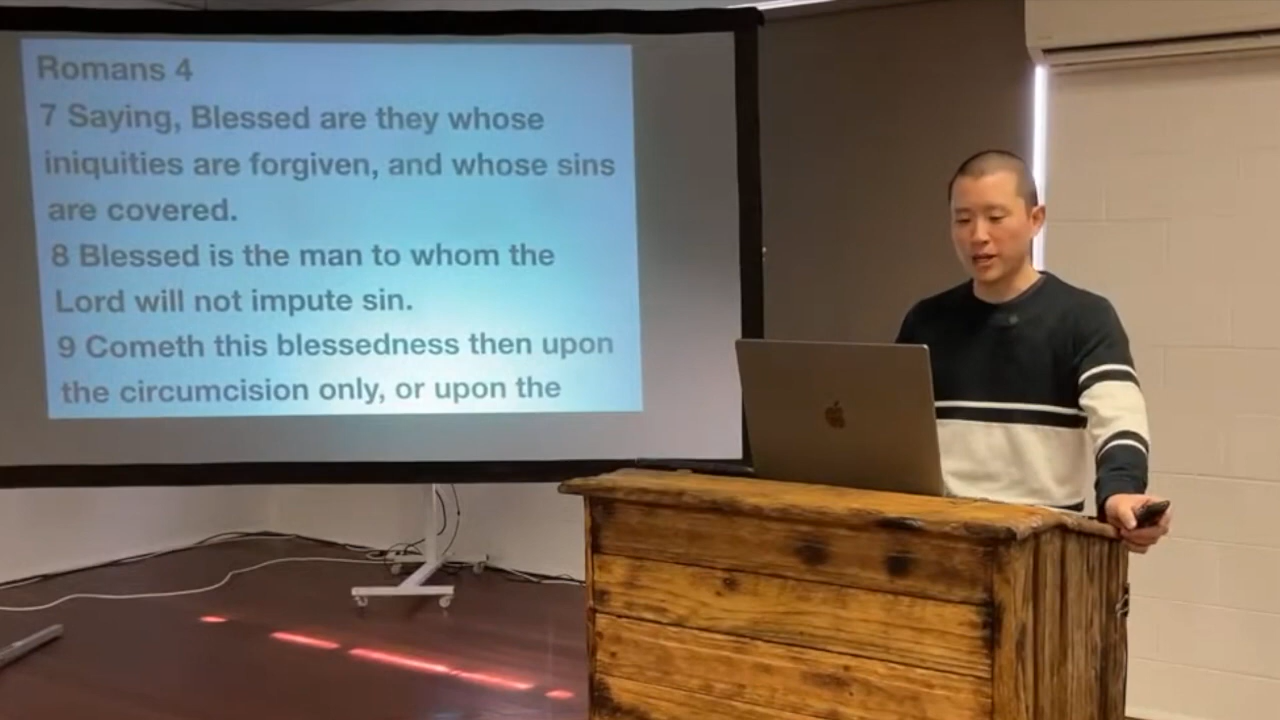 Romans 4
7 Saying, Blessed are they whose
iniquities are forgiven, and whose sins
are covered.
8 Blessed is the man to whom the
Lord will not impute sin.
9 Cometh this blessedness then upon
the circumcision only, or upon the